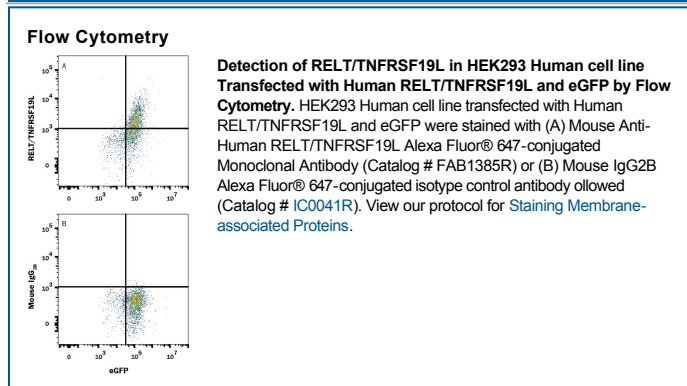 Flow Cytometry
A
RELT/TNFRSF19L
10⁵
10⁴
10³
0
B
Mouse IgG₂B
10³
0
0
10³
10⁵
10⁷
0
10³
10⁵
10⁷
eGFP
Detection of RELT/TNFRSF19L in HEK293 Human cell line
Transfected with Human RELT/TNFRSF19L and eGFP by Flow
Cytometry. HEK293 Human cell line transfected with Human
RELT/TNFRSF19L and eGFP were stained with (A) Mouse Anti-
Human RELT/TNFRSF19L Alexa Fluor® 647-conjugated
Monoclonal Antibody (Catalog # FAB1385R) or (B) Mouse IgG2B
Alexa Fluor® 647-conjugated isotype control antibody ollowed
(Catalog # IC0041R). View our protocol for Staining Membrane-
associated Proteins.